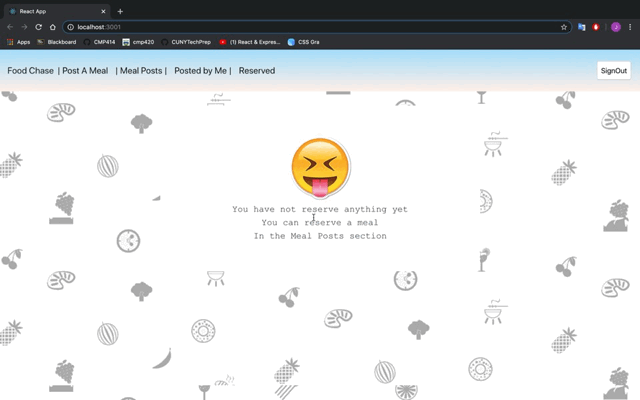 React App
localhost:3001
Apps Blackboard CMP414 cmp420 CUNYTechPrep (1) React & Expres... CSS Gra
Food Chase | Post A Meal | Meal Posts | Posted by Me | Reserved SignOut
You have not reserve anything yet
You can reserve a meal
In the Meal Posts section